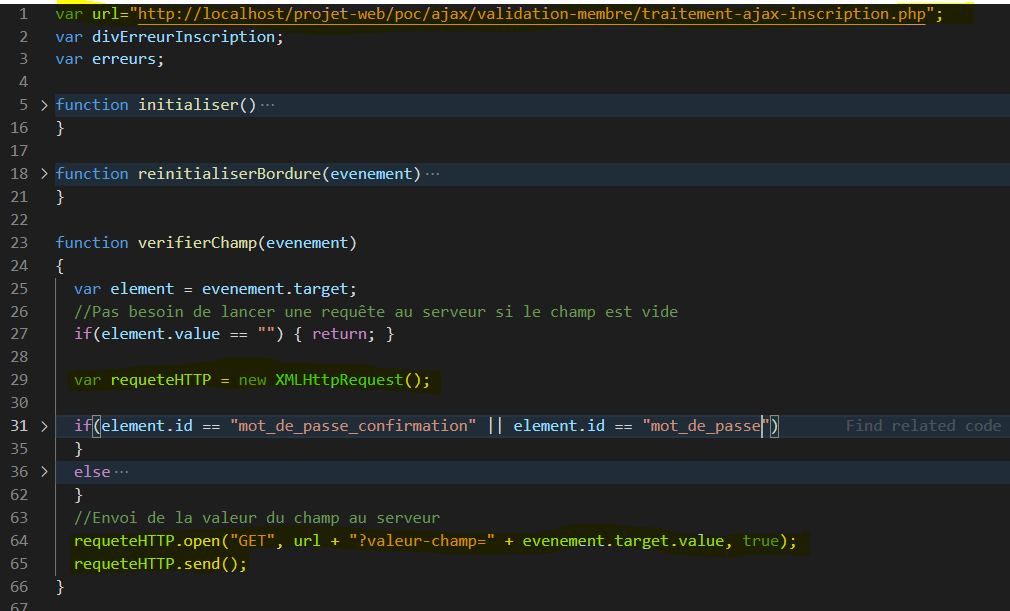 1 var url="http://localhost/projet-web/poc/ajax/validation-membre/traitement-ajax-inscription.php";
2 var divErreurInscription;
3 var erreurs;
4
5 > function initialiser()···
16 }
17
18 > function reinitialiserBordure(evenement)···
21 }
22
23 function verifierChamp(evenement)
24 {
25 var element = evenement.target;
26 //Pas besoin de lancer une requête au serveur si le champ est vide
27 if(element.value == "") { return; }
28
29 var requeteHTTP = new XMLHttpRequest();
30
31 > if(element.id == "mot_de_passe_confirmation" || element.id == "mot_de_passe") Find related code
35 }
36 > else···
62 }
63 //Envoi de la valeur du champ au serveur
64 requeteHTTP.open("GET", url + "?valeur-champ=" + evenement.target.value, true);
65 requeteHTTP.send();
66 }
67